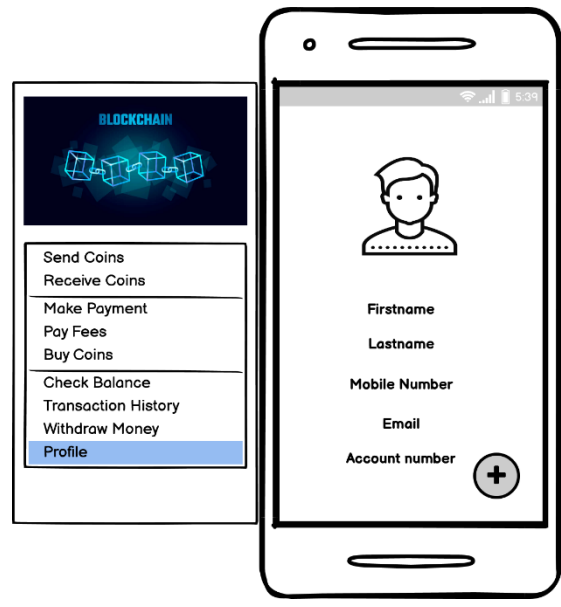 BLOCKCHAIN
Send Coins
Receive Coins
Make Payment
Pay Fees
Buy Coins
Check Balance
Transaction History
Withdraw Money
Profile
5:39
Firstname
Lastname
Mobile Number
Email
Account number